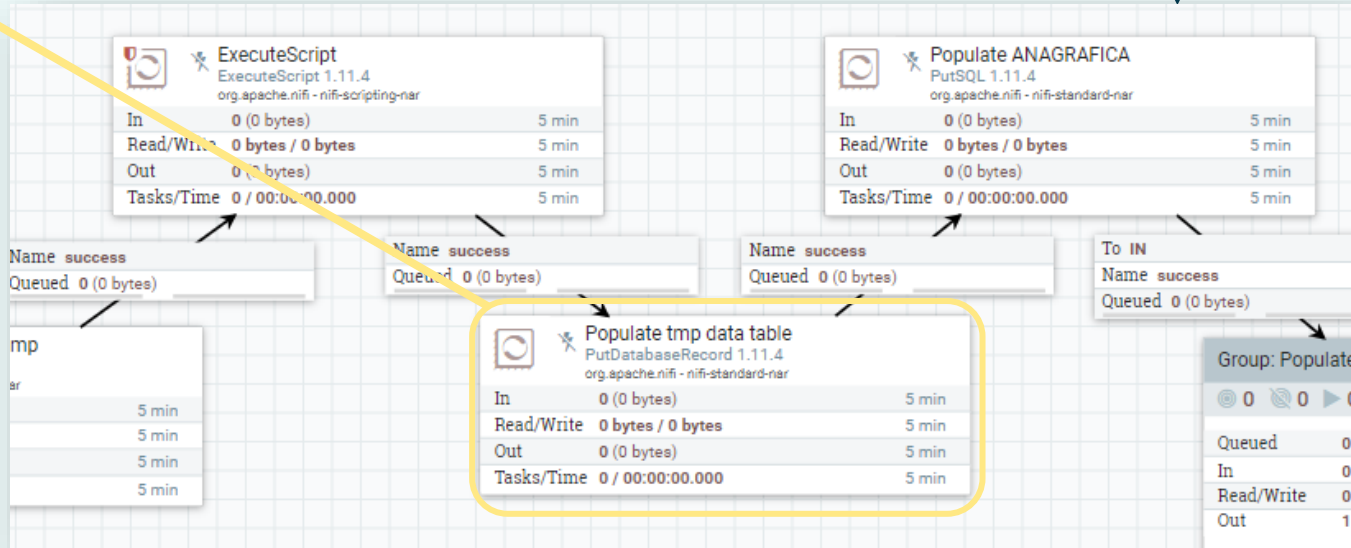 ExecuteScript
ExecuteScript 1.11.4
org.apache.nifi - nifi-scripting-nar
In 0 (0 bytes) 5 min
Read/Write 0 bytes / 0 bytes 5 min
Out 0 (0 bytes) 5 min
Tasks/Time 0 / 00:00:00.000 5 min
Populate ANAGRAFICA
PutSQL 1.11.4
org.apache.nifi - nifi-standard-nar
In 0 (0 bytes) 5 min
Read/Write 0 bytes / 0 bytes 5 min
Out 0 (0 bytes) 5 min
Tasks/Time 0 / 00:00:00.000 5 min
Name success
Queued 0 (0 bytes)
Name success
Queued 0 (0 bytes)
Name success
Queued 0 (0 bytes)
To IN
Name success
Queued 0 (0 bytes)
mp
ar
5 min
5 min
5 min
5 min
Populate tmp data table
PutDatabaseRecord 1.11.4
org.apache.nifi - nifi-standard-nar
In 0 (0 bytes) 5 min
Read/Write 0 bytes / 0 bytes 5 min
Out 0 (0 bytes) 5 min
Tasks/Time 0 / 00:00:00.000 5 min
Group: Populate
0 0
Queued 0
In 0
Read/Write 0
Out 1